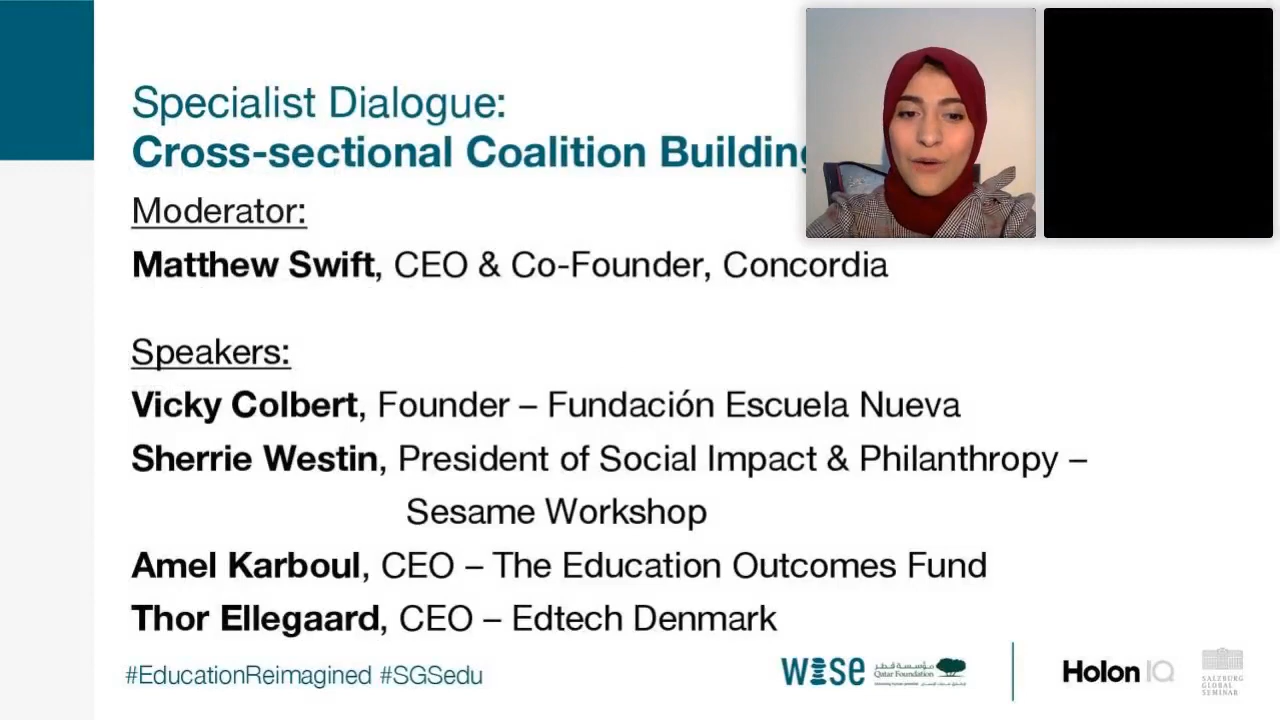 Specialist Dialogue:
Cross-sectional Coalition Building
Moderator:
Matthew Swift, CEO & Co-Founder, Concordia
Speakers:
Vicky Colbert, Founder – Fundación Escuela Nueva
Sherrie Westin, President of Social Impact & Philanthropy –
Sesame Workshop
Amel Karboul, CEO – The Education Outcomes Fund
Thor Ellegaard, CEO – Edtech Denmark
#EducationReimagined #SGSedu
WISE
مؤسسة قطر
Qatar Foundation
Holon IQ
SALZBURG
GLOBAL
SEMINAR